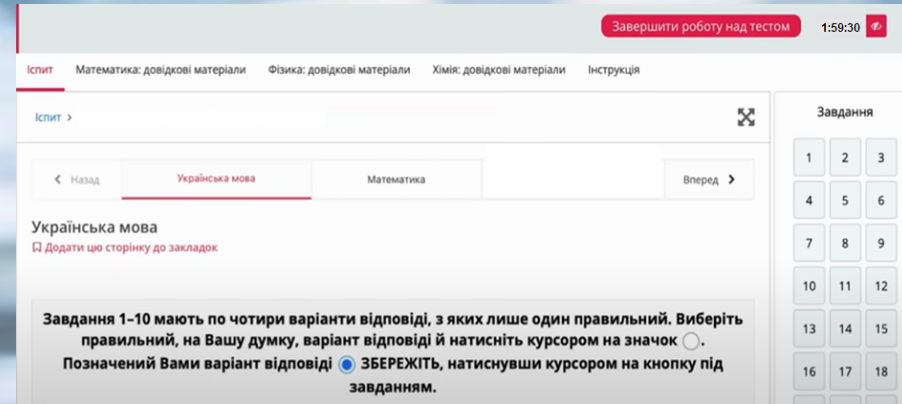 Завершити роботу над тестом
1:59:30
Іспит
Математика: довідкові матеріали
Фізика: довідкові матеріали
Хімія: довідкові матеріали
Інструкція
Іспит >
Назад
Українська мова
Математика
Вперед
Українська мова
Додати цю сторінку до закладок
Завдання 1–10 мають по чотири варіанти відповіді, з яких лише один правильний. Виберіть
правильний, на Вашу думку, варіант відповіді й натисніть курсором на значок .
Позначений Вами варіант відповіді ЗБЕРЕЖІТЬ, натиснувши курсором на кнопку під
завданням.
Завдання
1 2 3
4 5 6
7 8 9
10 11 12
13 14 15
16 17 18